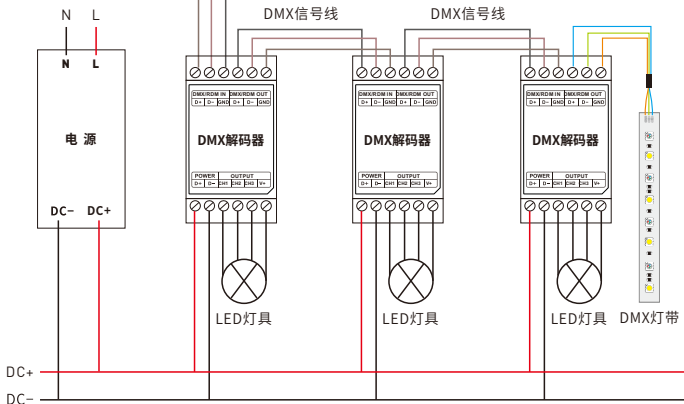 DMX信号线
DMX信号线
N L
N L
电 源
DC− DC+
DMX/RDM IN DMX/RDM OUT
D+ D− GND D+ D− GND
DMX解码器
POWER OUTPUT
D+ D− CH1 CH2 CH3 V+
DMX/RDM IN DMX/RDM OUT
D+ D− GND D+ D− GND
DMX解码器
POWER OUTPUT
D+ D− CH1 CH2 CH3 V+
DMX/RDM IN DMX/RDM OUT
D+ D− GND D+ D− GND
DMX解码器
POWER OUTPUT
D+ D− CH1 CH2 CH3 V+
LED灯具
LED灯具
LED灯具
DMX灯带
DC+
DC−